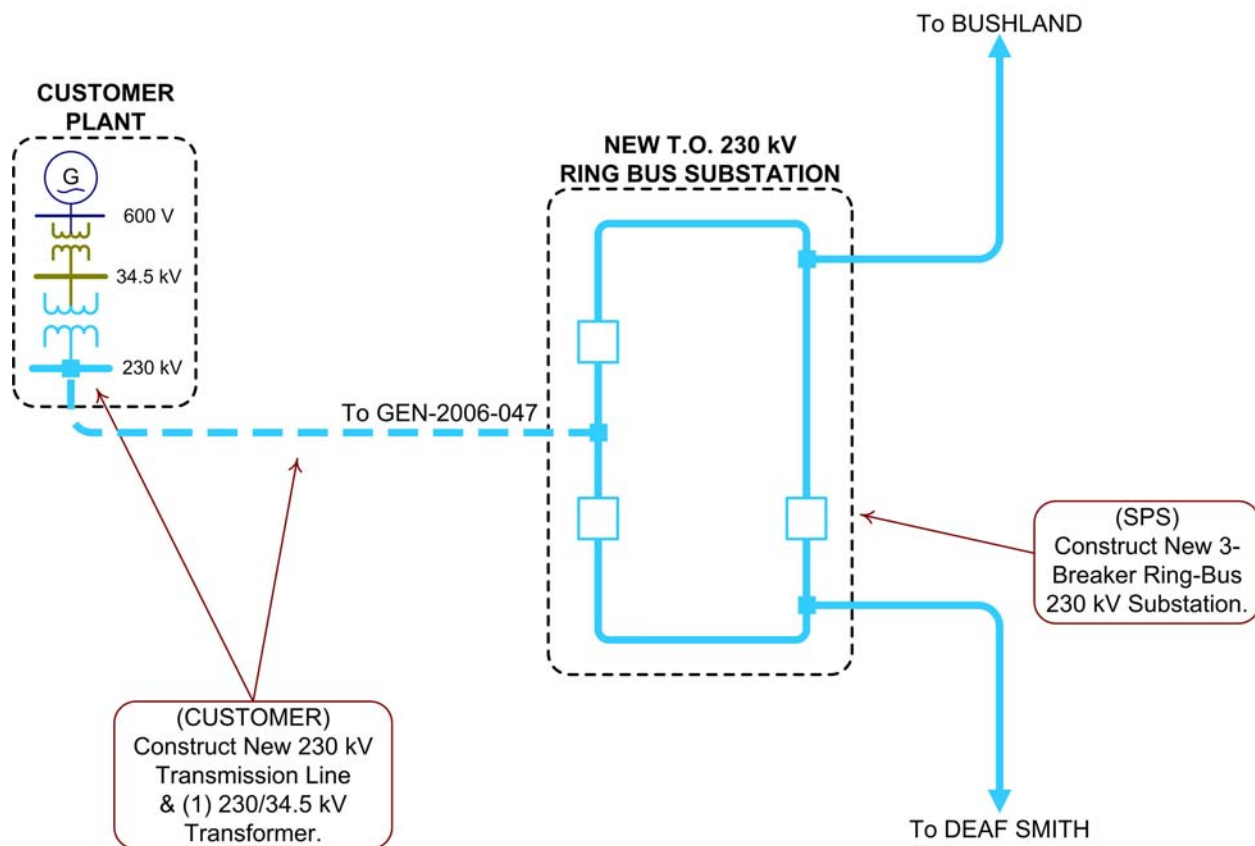 To BUSHLAND
CUSTOMER
PLANT
G
600 V
34.5 kV
230 kV
NEW T.O. 230 kV
RING BUS SUBSTATION
To GEN-2006-047
(SPS)
Construct New 3-
Breaker Ring-Bus
230 kV Substation.
(CUSTOMER)
Construct New 230 kV
Transmission Line
& (1) 230/34.5 kV
Transformer.
To DEAF SMITH